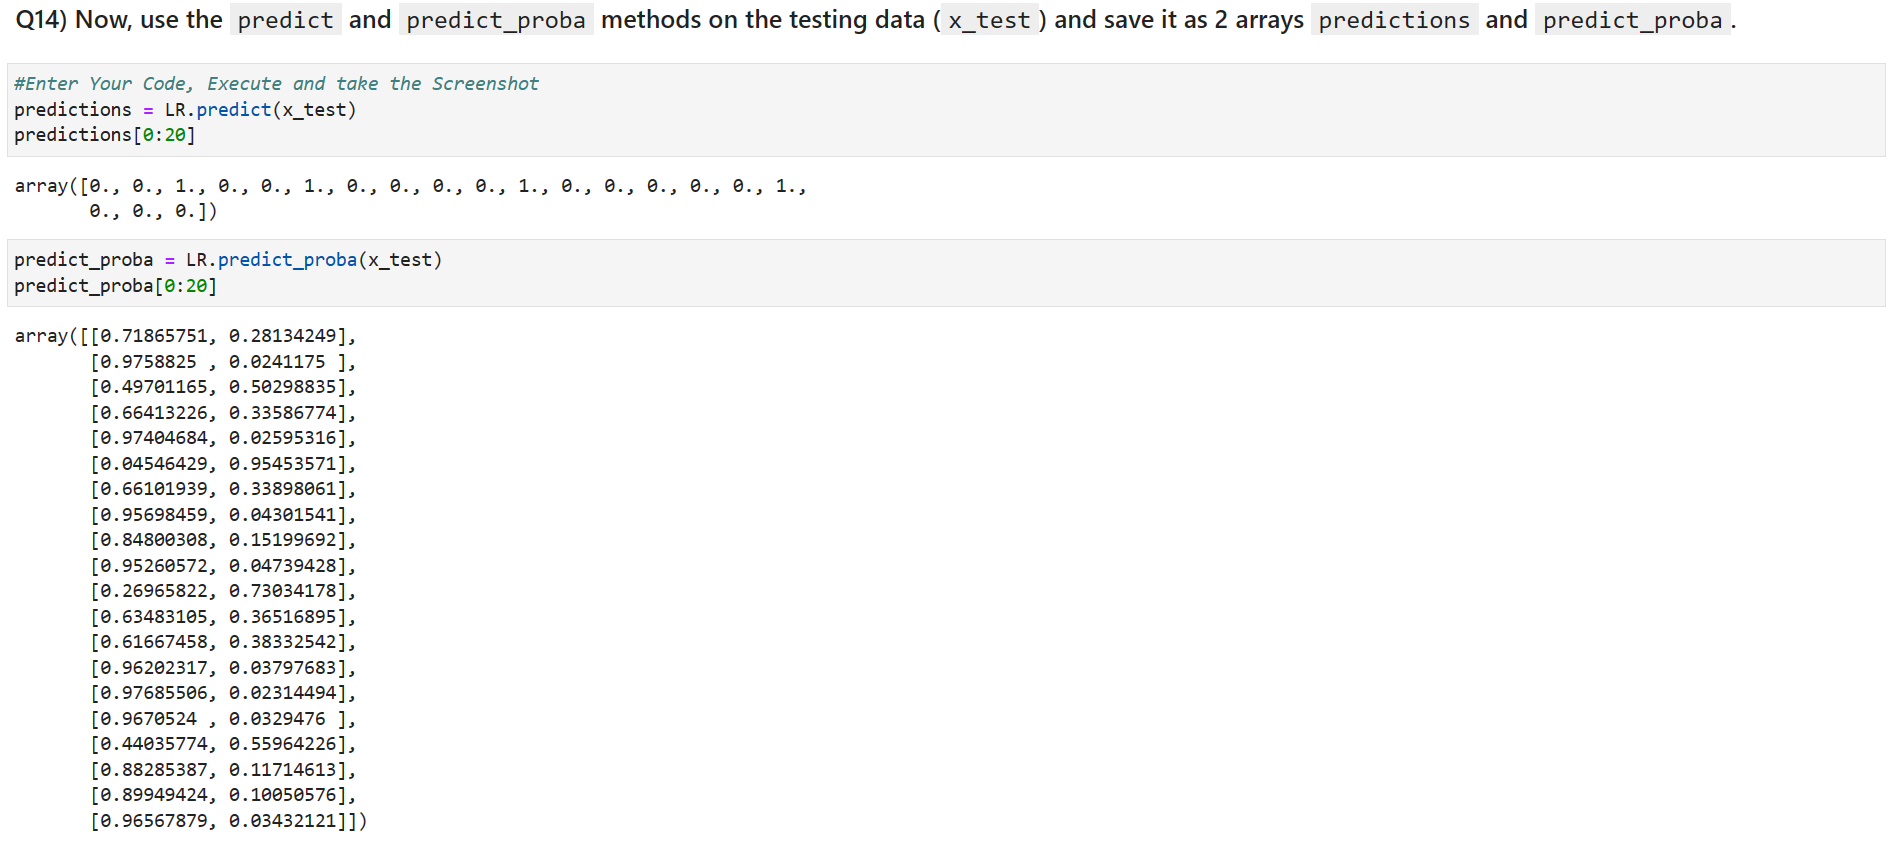 Q14) Now, use the predict and predict_proba methods on the testing data (x_test) and save it as 2 arrays predictions and predict_proba.
#Enter Your Code, Execute and take the Screenshot
predictions = LR.predict(x_test)
predictions[0:20]
array([0., 0., 1., 0., 0., 1., 0., 0., 0., 0., 1., 0., 0., 0., 0., 0., 1.,
       0., 0., 0.])
predict_proba = LR.predict_proba(x_test)
predict_proba[0:20]
array([[0.71865751, 0.28134249],
       [0.9758825 , 0.0241175 ],
       [0.49701165, 0.50298835],
       [0.66413226, 0.33586774],
       [0.97404684, 0.02595316],
       [0.04546429, 0.95453571],
       [0.66101939, 0.33898061],
       [0.95698459, 0.04301541],
       [0.84800308, 0.15199692],
       [0.95260572, 0.04739428],
       [0.26965822, 0.73034178],
       [0.63483105, 0.36516895],
       [0.61667458, 0.38332542],
       [0.96202317, 0.03797683],
       [0.97685506, 0.02314494],
       [0.9670524 , 0.0329476 ],
       [0.44035774, 0.55964226],
       [0.88285387, 0.11714613],
       [0.89949424, 0.10050576],
       [0.96567879, 0.03432121]])